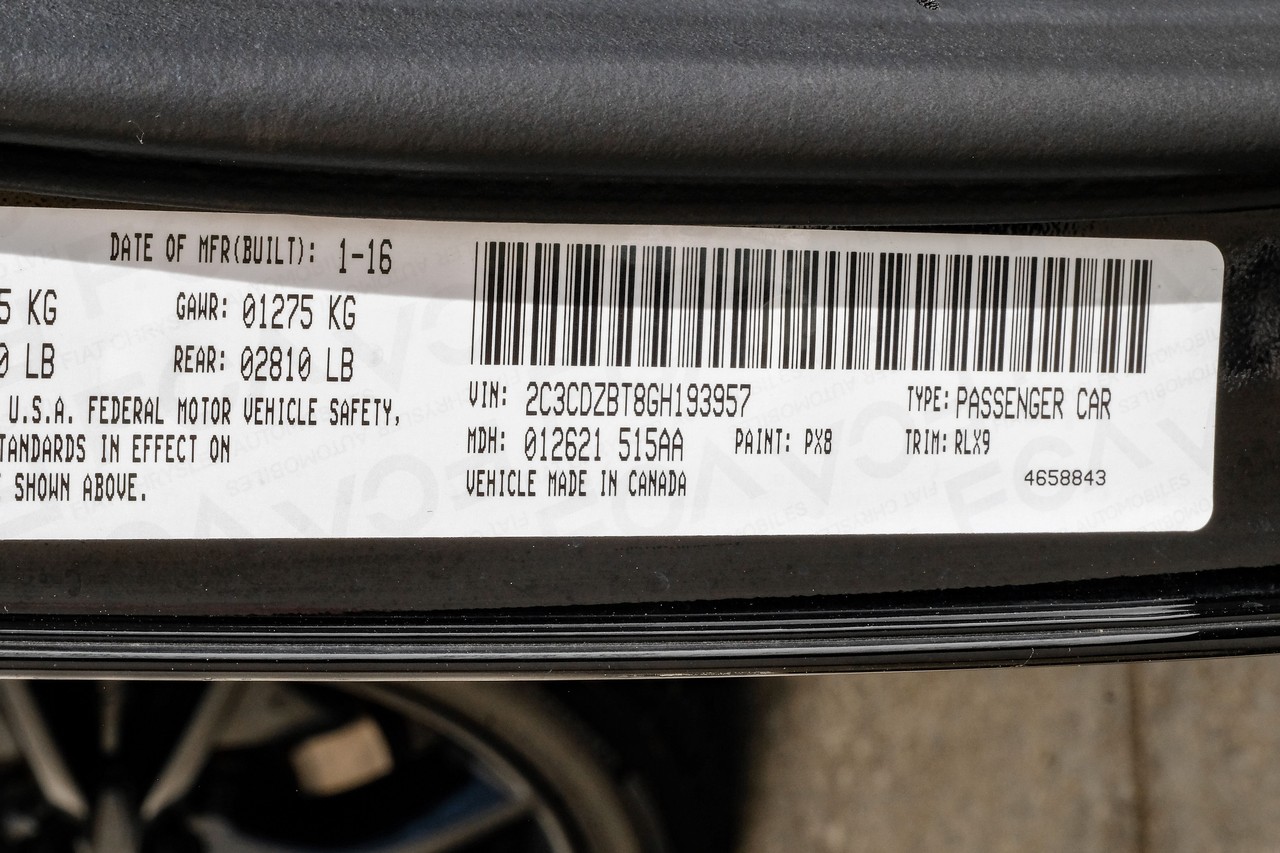 DATE OF MFR(BUILT): 1-16
5 KG GAWR: 01275 KG
0 LB REAR: 02810 LB
U.S.A. FEDERAL MOTOR VEHICLE SAFETY,
TANDARDS IN EFFECT ON
SHOWN ABOVE.
VIN: 2C3CDZBT8GH193957 TYPE: PASSENGER CAR
MDH: 012621 515AA PAINT: PX8 TRIM: RLX9
VEHICLE MADE IN CANADA 4658843